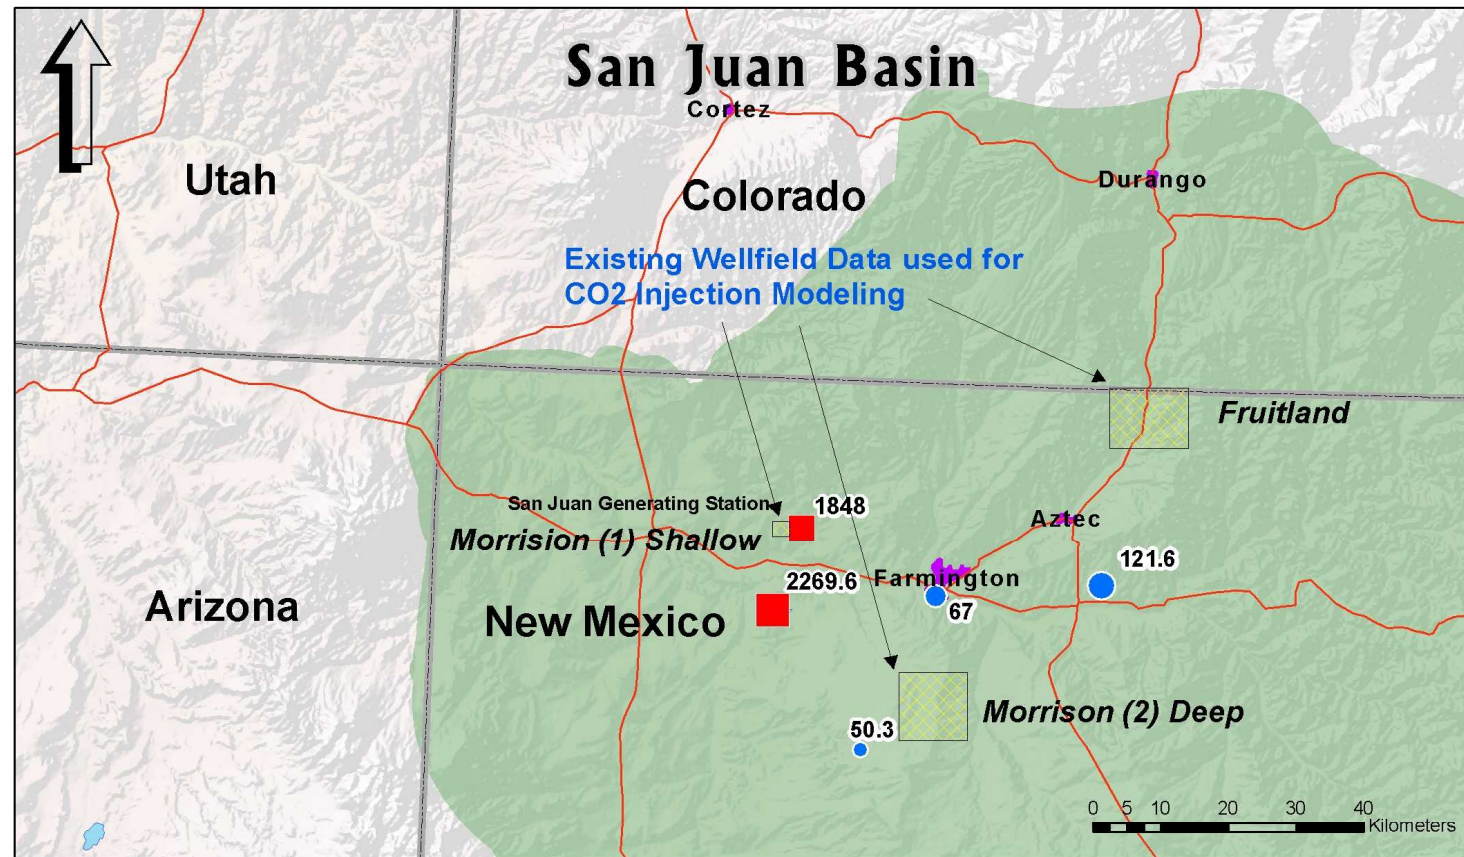 San Juan Basin
Cortez
Utah
Colorado
Durango
Existing Wellfield Data used for
CO2 Injection Modeling
Fruitland
San Juan Generating Station
1848
Morrision (1) Shallow
Aztec
2269.6
Farmington
121.6
67
Arizona
New Mexico
Morrison (2) Deep
50.3
0 5 10 20 30 40
Kilometers